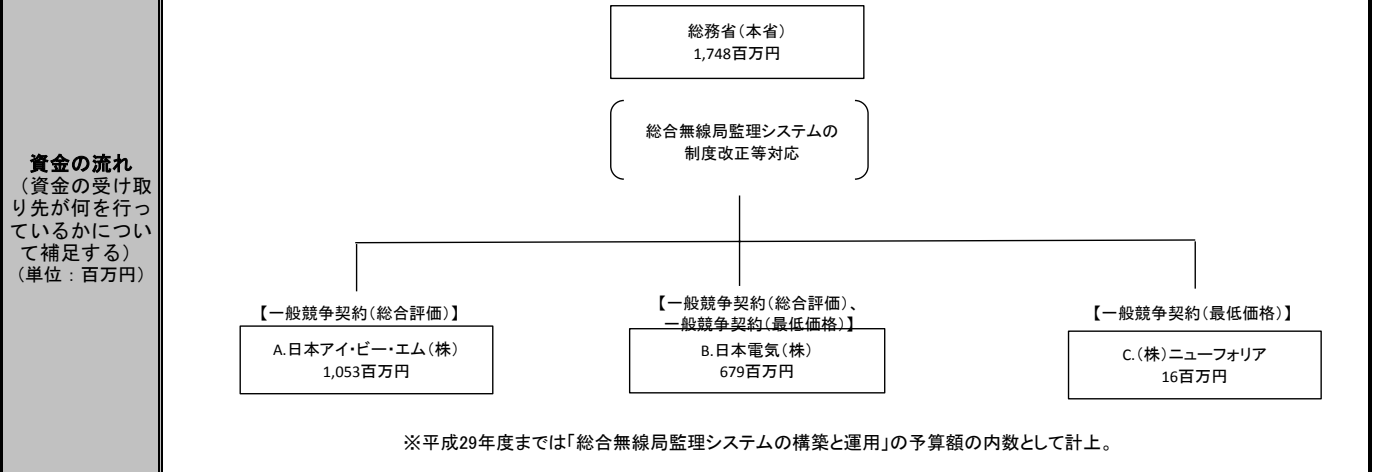 資金の流れ
（資金の受け取
り先が何を行っ
ているかについ
て補足する）
（単位：百万円）
総務省（本省）
1,748百万円
総合無線局監理システムの
制度改正等対応
【一般競争契約（総合評価）】
A.日本アイ・ビー・エム（株）
1,053百万円
【一般競争契約（総合評価）、
一般競争契約（最低価格）】
B.日本電気（株）
679百万円
【一般競争契約（最低価格）】
C.（株）ニューフォリア
16百万円
※平成29年度までは「総合無線局監理システムの構築と運用」の予算額の内数として計上。